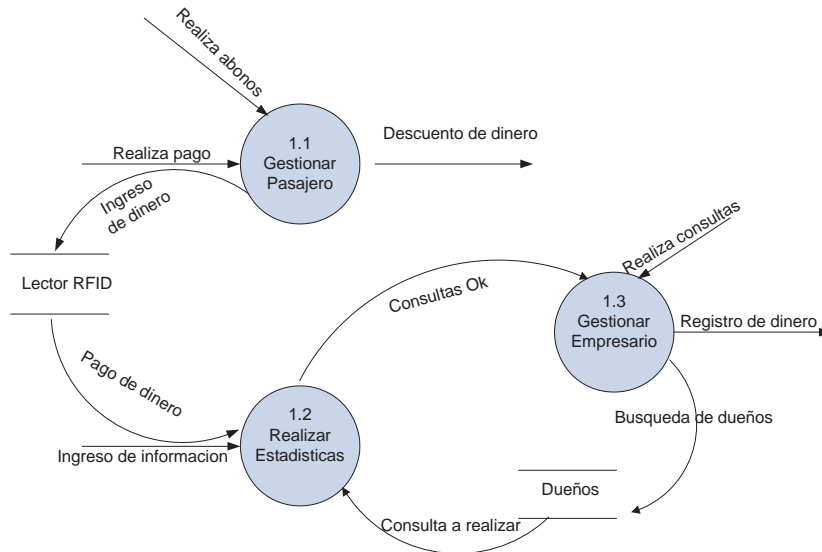 Realiza abonos
1.1
Gestionar
Pasajero
Descuento de dinero
Realiza pago
Ingreso
de dinero
Lector RFID
Realiza consultas
Consultas Ok
1.3
Gestionar
Empresario
Registro de dinero
Pago de dinero
1.2
Realizar
Estadisticas
Ingreso de informacion
Busqueda de dueños
Dueños
Consulta a realizar